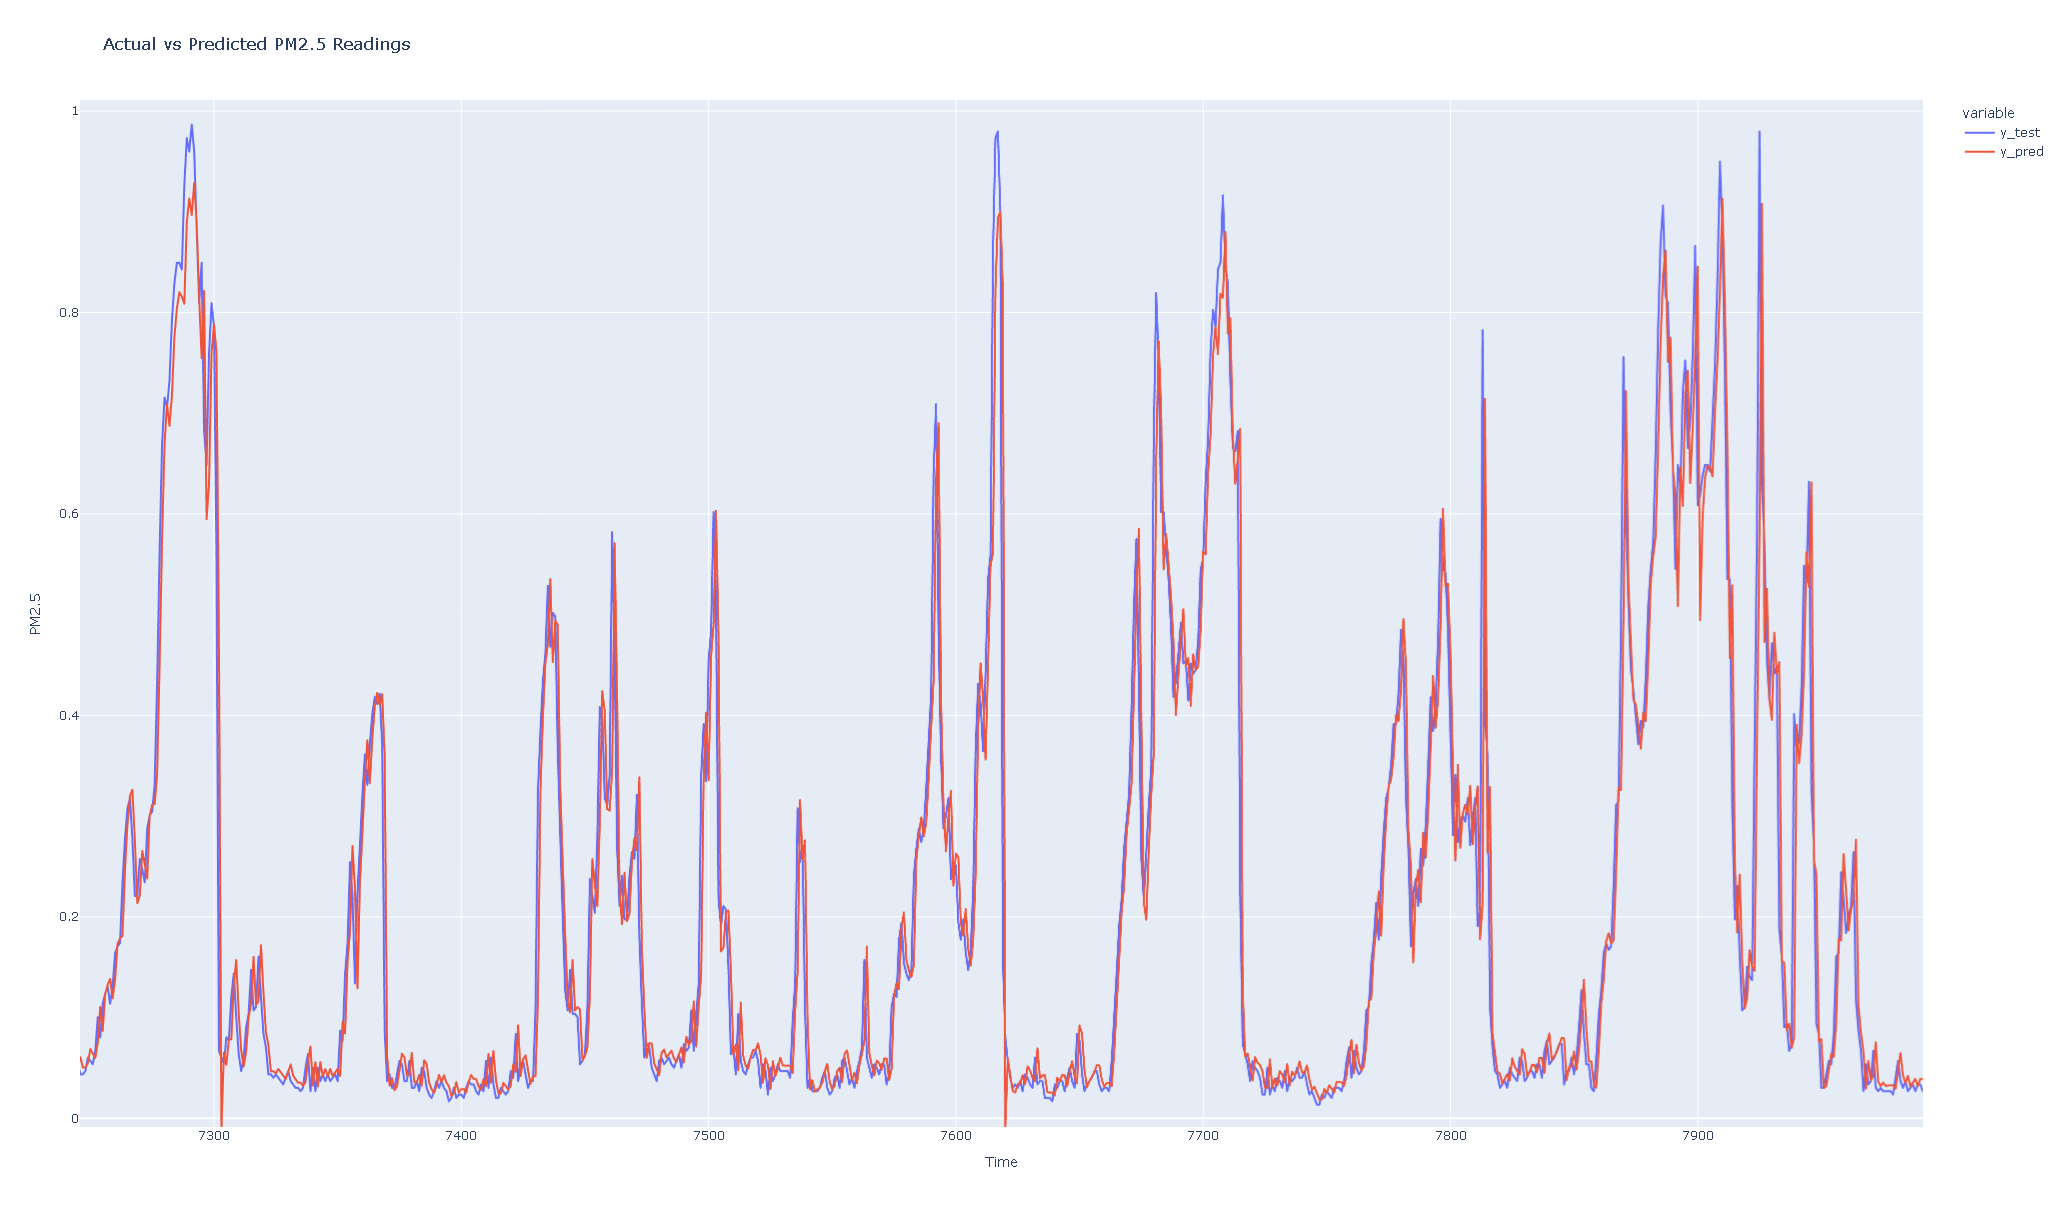 Actual vs Predicted PM2.5 Readings
variable
y_test
y_pred
PM2.5
1
0.8
0.6
0.4
0.2
0
7300 7400 7500 7600 7700 7800 7900
Time